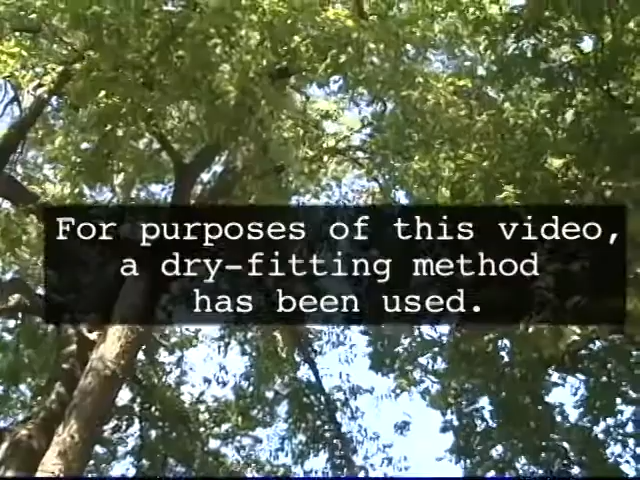 For purposes of this video,
a dry-fitting method
has been used.